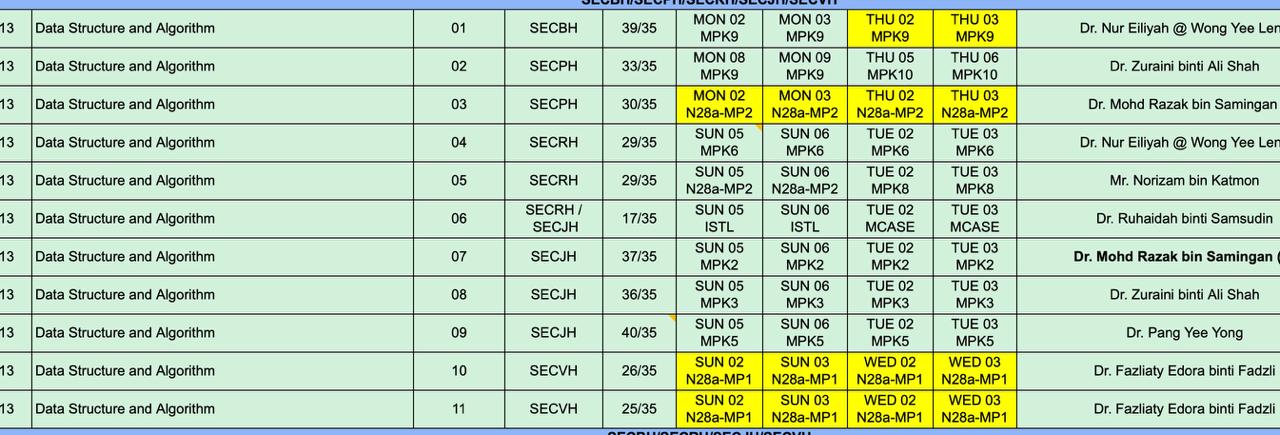 13 Data Structure and Algorithm 01 SECBH 39/35 MON 02 MPK9 MON 03 MPK9 THU 02 MPK9 THU 03 MPK9 Dr. Nur Eiliyah @ Wong Yee Len
13 Data Structure and Algorithm 02 SECPH 33/35 MON 08 MPK9 MON 09 MPK9 THU 05 MPK10 THU 06 MPK10 Dr. Zuraini binti Ali Shah
13 Data Structure and Algorithm 03 SECPH 30/35 MON 02 N28a-MP2 MON 03 N28a-MP2 THU 02 N28a-MP2 THU 03 N28a-MP2 Dr. Mohd Razak bin Samingan
13 Data Structure and Algorithm 04 SECRH 29/35 SUN 05 MPK6 SUN 06 MPK6 TUE 02 MPK6 TUE 03 MPK6 Dr. Nur Eiliyah @ Wong Yee Len
13 Data Structure and Algorithm 05 SECRH 29/35 SUN 05 N28a-MP2 SUN 06 N28a-MP2 TUE 02 MPK8 TUE 03 MPK8 Mr. Norizam bin Katmon
13 Data Structure and Algorithm 06 SECRH / SECJH 17/35 SUN 05 ISTL SUN 06 ISTL TUE 02 MCASE TUE 03 MCASE Dr. Ruhaidah binti Samsudin
13 Data Structure and Algorithm 07 SECJH 37/35 SUN 05 MPK2 SUN 06 MPK2 TUE 02 MPK2 TUE 03 MPK2 Dr. Mohd Razak bin Samingan (
13 Data Structure and Algorithm 08 SECJH 36/35 SUN 05 MPK3 SUN 06 MPK3 TUE 02 MPK3 TUE 03 MPK3 Dr. Zuraini binti Ali Shah
13 Data Structure and Algorithm 09 SECJH 40/35 SUN 05 MPK5 SUN 06 MPK5 TUE 02 MPK5 TUE 03 MPK5 Dr. Pang Yee Yong
13 Data Structure and Algorithm 10 SECVH 26/35 SUN 02 N28a-MP1 SUN 03 N28a-MP1 WED 02 N28a-MP1 WED 03 N28a-MP1 Dr. Fazliaty Edora binti Fadzli
13 Data Structure and Algorithm 11 SECVH 25/35 SUN 02 N28a-MP1 SUN 03 N28a-MP1 WED 02 N28a-MP1 WED 03 N28a-MP1 Dr. Fazliaty Edora binti Fadzli